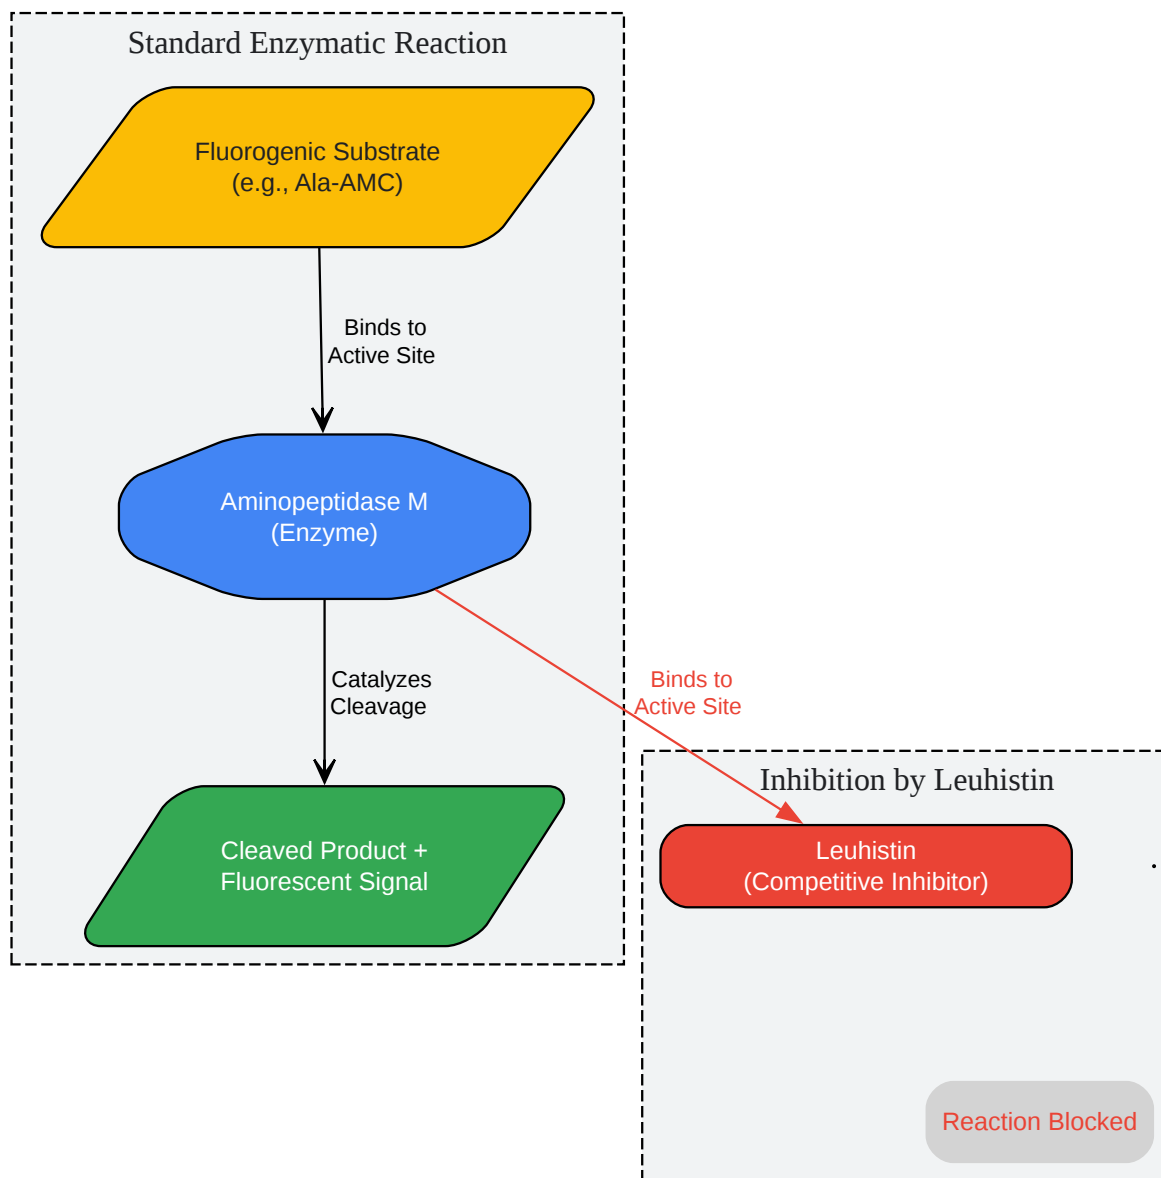 Standard Enzymatic Reaction
Fluorogenic Substrate
(e.g., Ala-AMC)
Binds to
Active Site
Aminopeptidase M
(Enzyme)
Catalyzes
Cleavage
Binds to
Active Site
Cleaved Product +
Fluorescent Signal
Inhibition by Leuhistin
Leuhistin
(Competitive Inhibitor)
Reaction Blocked